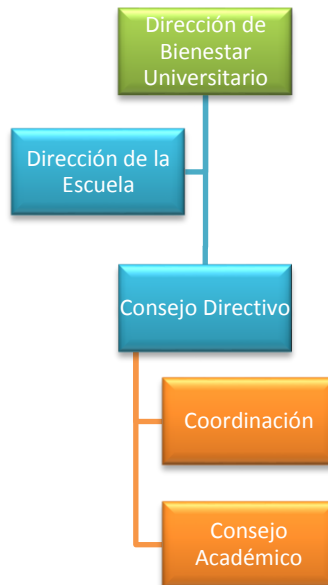 Dirección de
Bienestar
Universitario
Dirección de la
Escuela
Consejo Directivo
Coordinación
Consejo
Académico